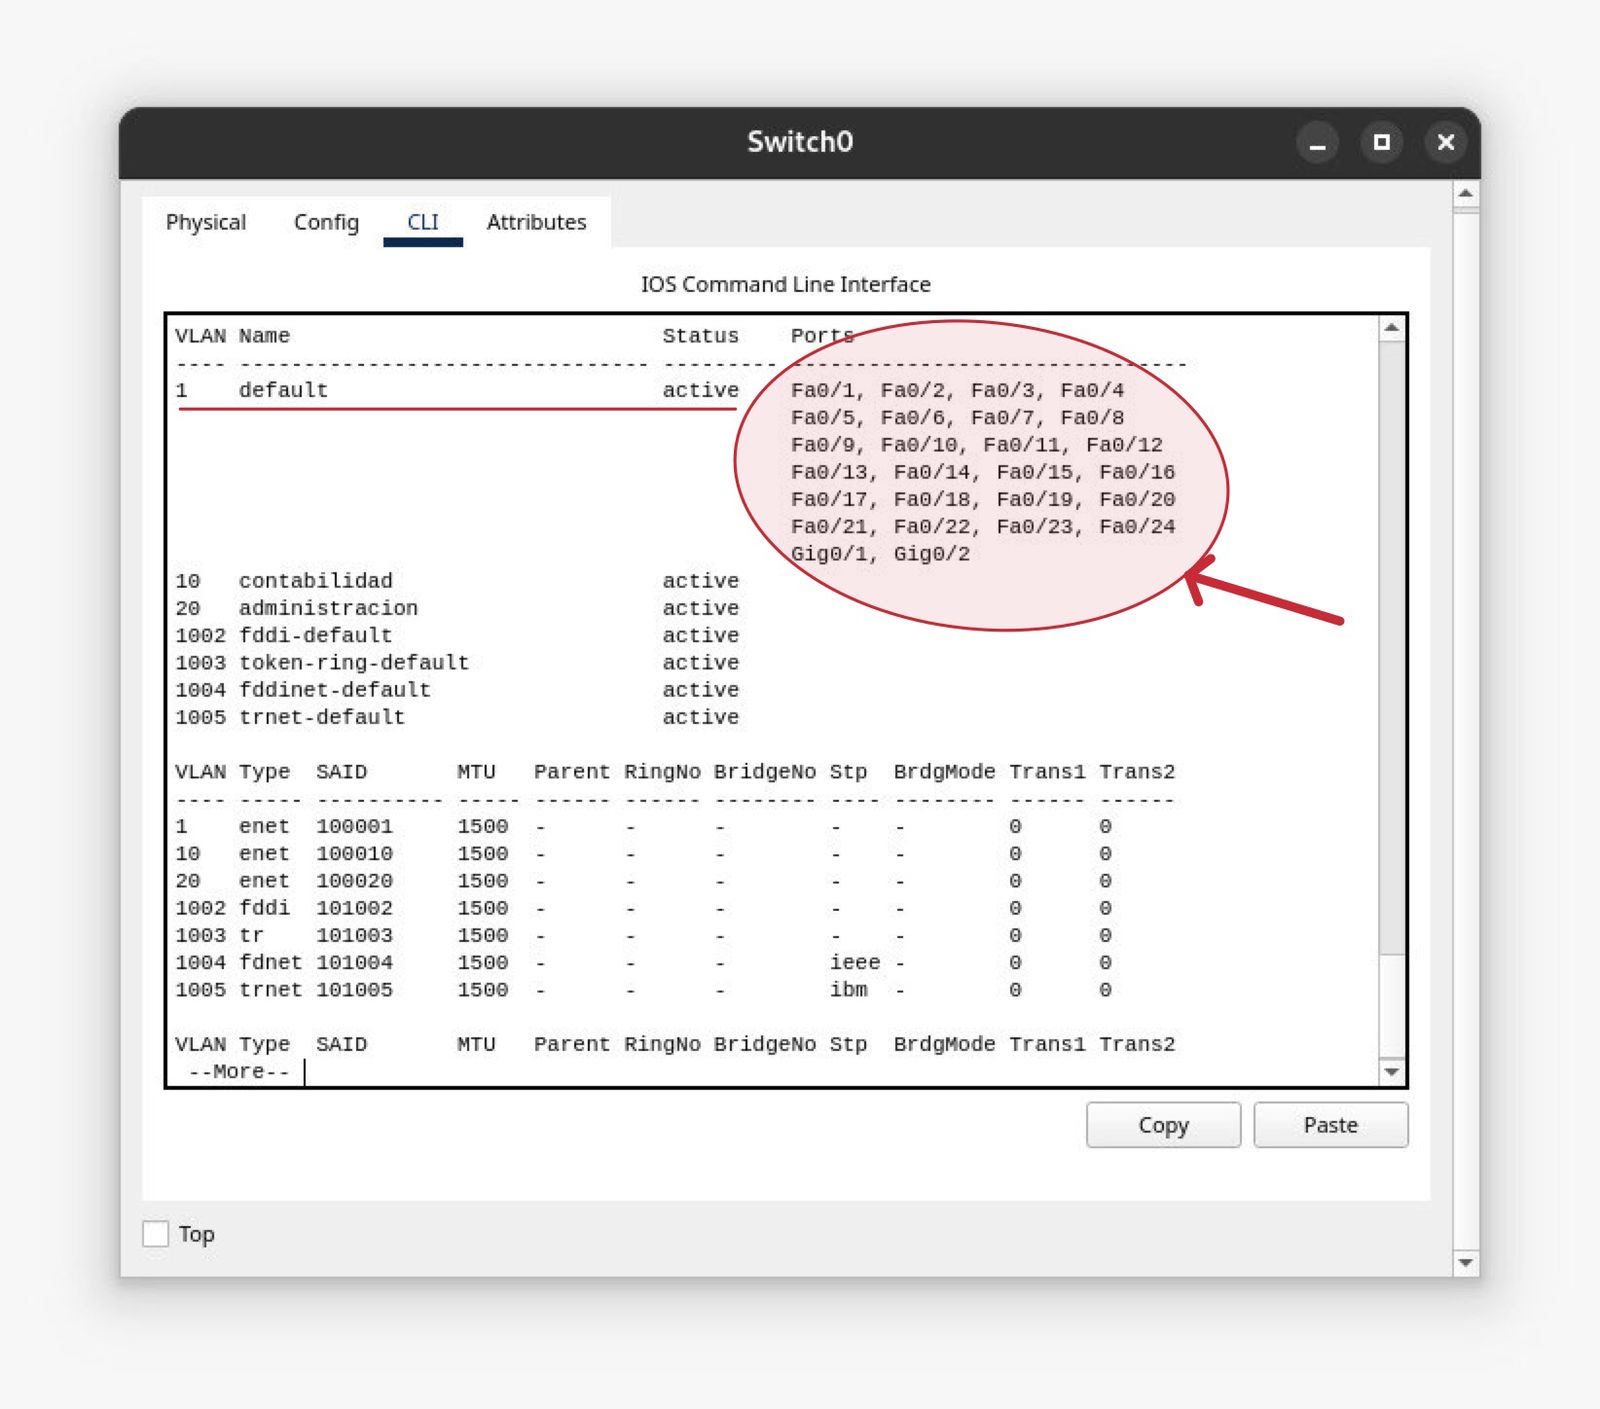 Switch0
Physical Config CLI Attributes
IOS Command Line Interface
VLAN Name                             Status    Ports
---- -------------------------------- --------- -------------------------------
1    default                          active    Fa0/1, Fa0/2, Fa0/3, Fa0/4
                                                Fa0/5, Fa0/6, Fa0/7, Fa0/8
                                                Fa0/9, Fa0/10, Fa0/11, Fa0/12
                                                Fa0/13, Fa0/14, Fa0/15, Fa0/16
                                                Fa0/17, Fa0/18, Fa0/19, Fa0/20
                                                Fa0/21, Fa0/22, Fa0/23, Fa0/24
                                                Gig0/1, Gig0/2
10   contabilidad                     active
20   administracion                   active
1002 fddi-default                     active
1003 token-ring-default               active
1004 fddinet-default                  active
1005 trnet-default                    active
VLAN Type  SAID       MTU   Parent RingNo BridgeNo Stp  BrdgMode Trans1 Trans2
---- ----- ---------- ----- ------ ------ -------- ---- -------- ------ ------
1    enet  100001     1500  -      -      -        -    -        0      0
10   enet  100010     1500  -      -      -        -    -        0      0
20   enet  100020     1500  -      -      -        -    -        0      0
1002 fddi  101002     1500  -      -      -        -    -        0      0
1003 tr    101003     1500  -      -      -        -    -        0      0
1004 fdnet 101004     1500  -      -      -        ieee -        0      0
1005 trnet 101005     1500  -      -      -        ibm  -        0      0
VLAN Type  SAID       MTU   Parent RingNo BridgeNo Stp  BrdgMode Trans1 Trans2
 --More--
Copy Paste
Top